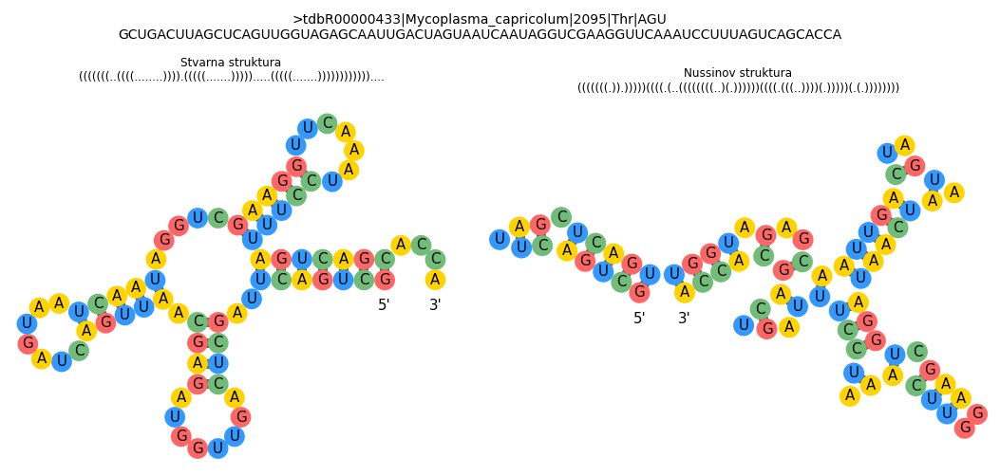 >tdbR00000433|Mycoplasma_capricolum|2095|Thr|AGU
GCUGACUUAGCUCAGUUGGUAGAGCAAUUGACUAGUAAUCAAUAGGUCGAAGGUUCAAAUCCUUUAGUCAGCACCA
Stvarna struktura
(((((((..((((........)))).(((((.......))))).....(((((.......))))))))))))....
Nussinov struktura
(((((((.)).)))))((((.(..((((((((..)(.))))))((((.(((..))))(.)))))(.(.))))))))
5'
3'
5'
3'